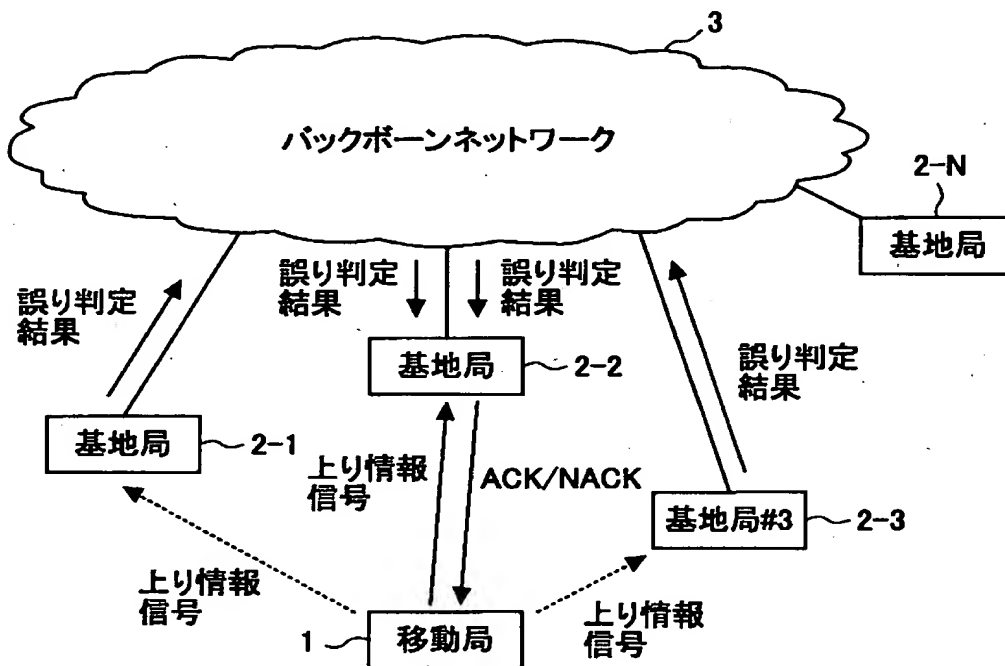 3
バックボーンネットワーク
2-N
基地局
誤り判定
結果
誤り判定
結果
誤り判定
結果
誤り判定
結果
基地局
2-2
基地局
2-1
上り情報
信号
ACK/NACK
基地局#3
2-3
上り情報
信号
上り情報
信号
1
移動局